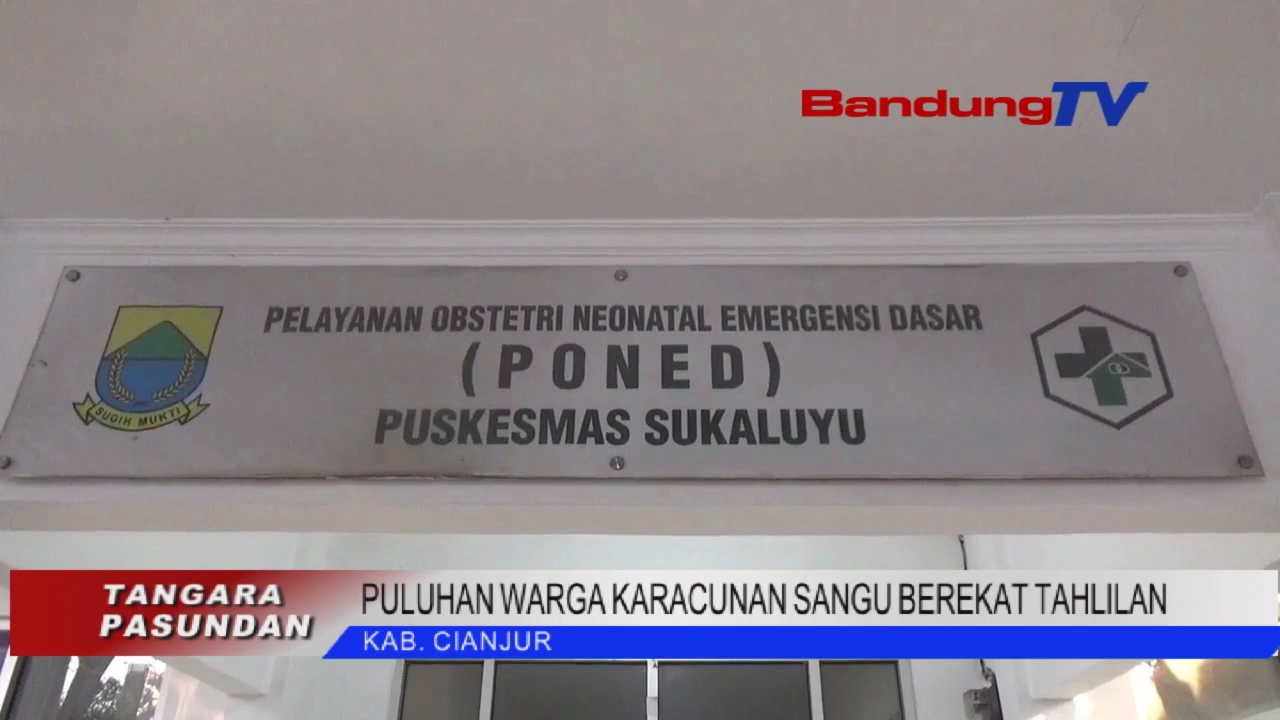 BandungTV
PELAYANAN OBSTETRI NEONATAL EMERGENSI DASAR
(PONED)
PUSKESMAS SUKALUYU
SUGIH MUKTI
TANGARA
PASUNDAN
PULUHAN WARGA KARACUNAN SANGU BEREKAT TAHLILAN
KAB. CIANJUR